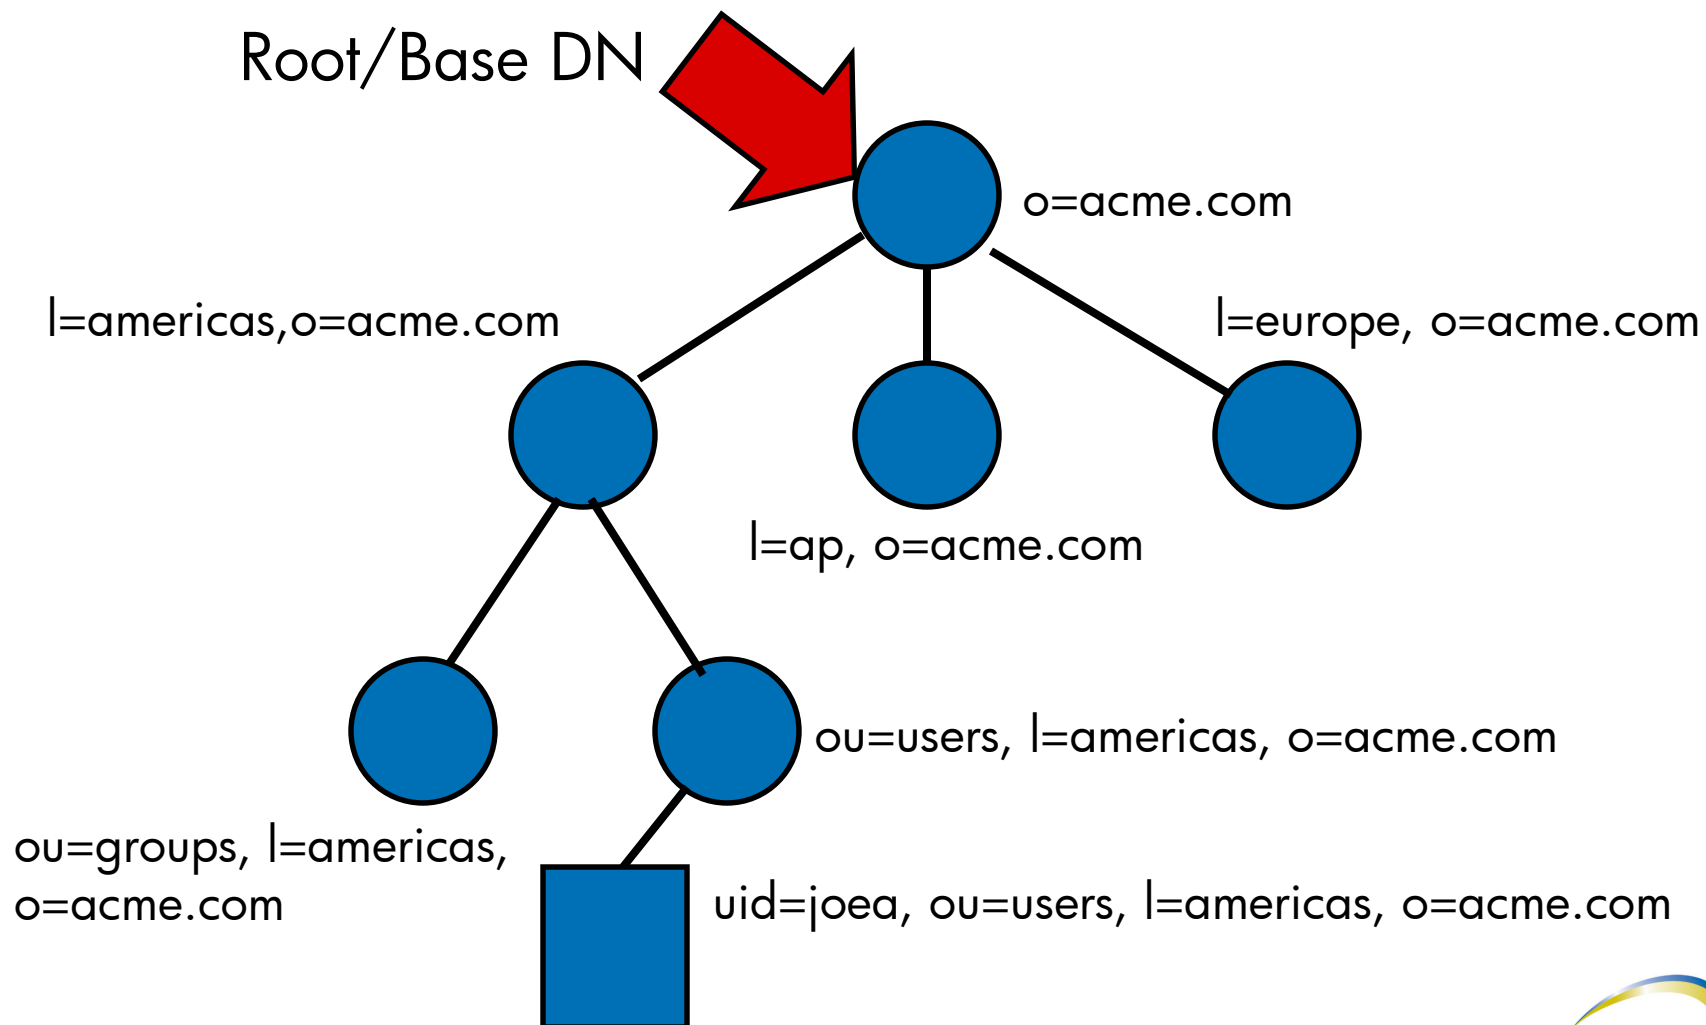 Root/Base DN
o=acme.com
l=americas,o=acme.com
l=europe, o=acme.com
l=ap, o=acme.com
ou=users, l=americas, o=acme.com
ou=groups, l=americas,
o=acme.com
uid=joea, ou=users, l=americas, o=acme.com